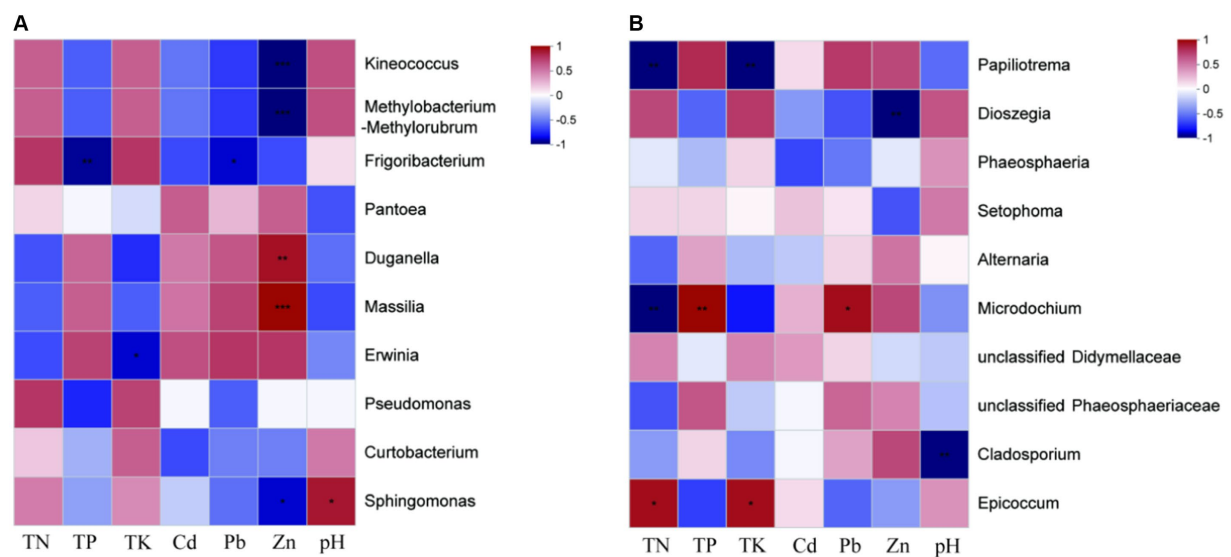 A
Kineococcus
Methylobacterium
-Methylorubrum
Frigoribacterium
Pantoea
Duganella
Massilia
Erwinia
Pseudomonas
Curtobacterium
Sphingomonas
1
0.5
0
-0.5
-1
***
***
**
*
**
***
*
*
*
TN TP TK Cd Pb Zn pH
B
Papiliotrema
Dioszegia
Phaeosphaeria
Setophoma
Alternaria
Microdochium
unclassified Didymellaceae
unclassified Phaeosphaeriaceae
Cladosporium
Epicoccum
1
0.5
0
-0.5
-1
** **
**
** ** *
**
* *
TN TP TK Cd Pb Zn pH